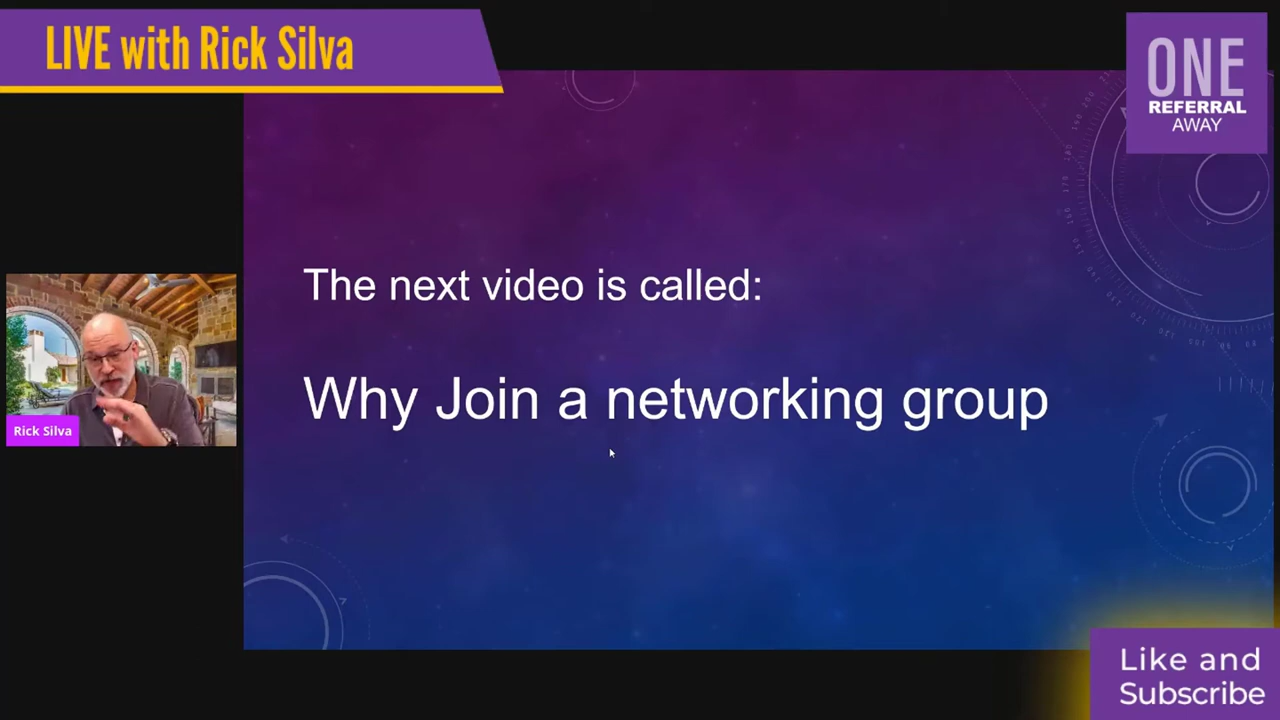 LIVE with Rick Silva
ONE
REFERRAL
AWAY
The next video is called:
Why Join a networking group
Rick Silva
Like and
Subscribe